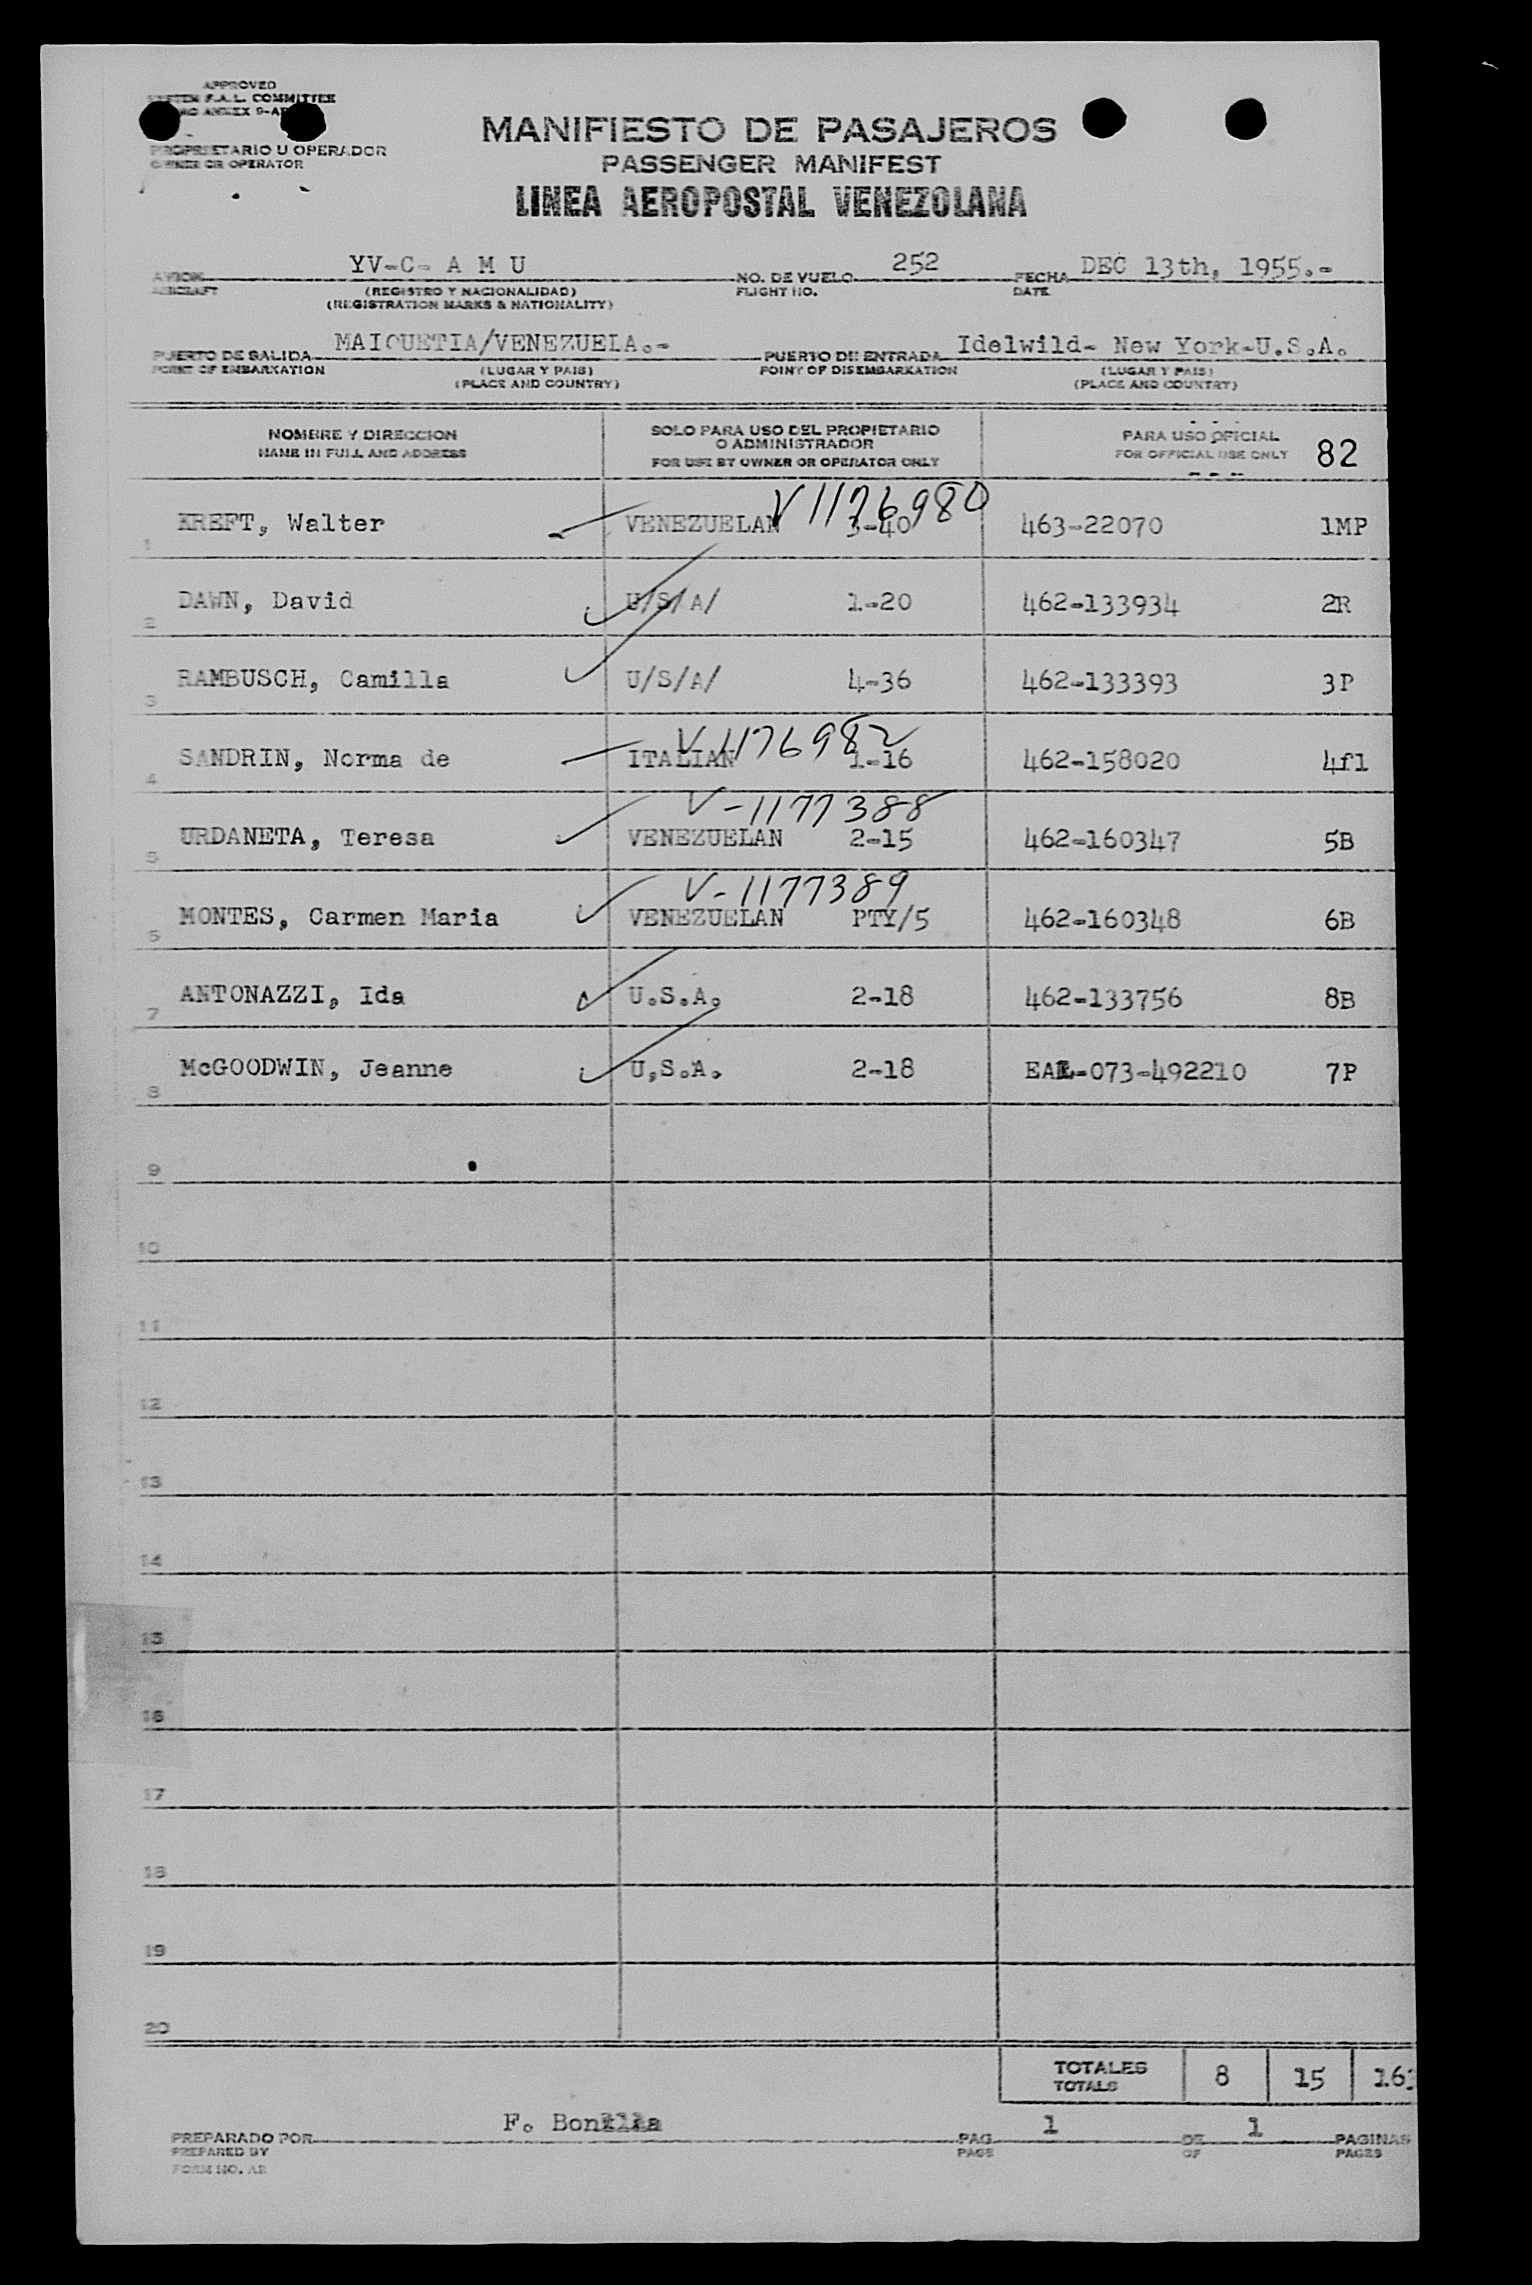 APPROVED
SYSTEM F.A.L. COMMITTEE
ANNEX 9-AP
PROPRIETARIO U OPERADOR
OWNER OR OPERATOR
MANIFIESTO DE PASAJEROS
PASSENGER MANIFEST
LINEA AEROPOSTAL VENEZOLANA
AVION YV-C- A M U NO. DE VUELO 252 FECHA DEC 13th, 1955.-
AIRCRAFT (REGISTRO Y NACIONALIDAD) FLIGHT NO. DATE
(REGISTRATION MARKS & NATIONALITY)
PUERTO DE SALIDA MAIQUETIA/VENEZUELA.- PUERTO DE ENTRADA Idelwild- New York-U.S.A.
POINT OF EMBARKATION (LUGAR Y PAIS) POINT OF DISEMBARKATION (LUGAR Y PAIS)
(PLACE AND COUNTRY) (PLACE AND COUNTRY)
NOMBRE Y DIRECCION SOLO PARA USO DEL PROPIETARIO O ADMINISTRADOR PARA USO OFICIAL
NAME IN FULL AND ADDRESS FOR USE BY OWNER OR OPERATOR ONLY FOR OFFICIAL USE ONLY 82
V1176980
1 KREFT, Walter VENEZUELAN 3-40 463-22070 1MP
2 DAWN, David U/S/A/ 1-20 462-133934 2R
3 RAMBUSCH, Camilla U/S/A/ 4-36 462-133393 3P
V1176982
4 SANDRIN, Norma de ITALIAN 1-16 462-158020 4fl
V-1177388
5 URDANETA, Teresa VENEZUELAN 2-15 462-160347 5B
V-1177389
6 MONTES, Carmen Maria VENEZUELAN PTY/5 462-160348 6B
7 ANTONAZZI, Ida U.S.A. 2-18 462-133756 8B
8 McGOODWIN, Jeanne U,S.A. 2-18 EAL-073-492210 7P
9
10
11
12
13
14
15
16
17
18
19
20
TOTALES 8 15 161
TOTALS
PREPARADO POR F. Bonilla PAG. 1 DE 1 PAGINAS
PREPARED BY PAGE OF PAGES
FORM NO. AR